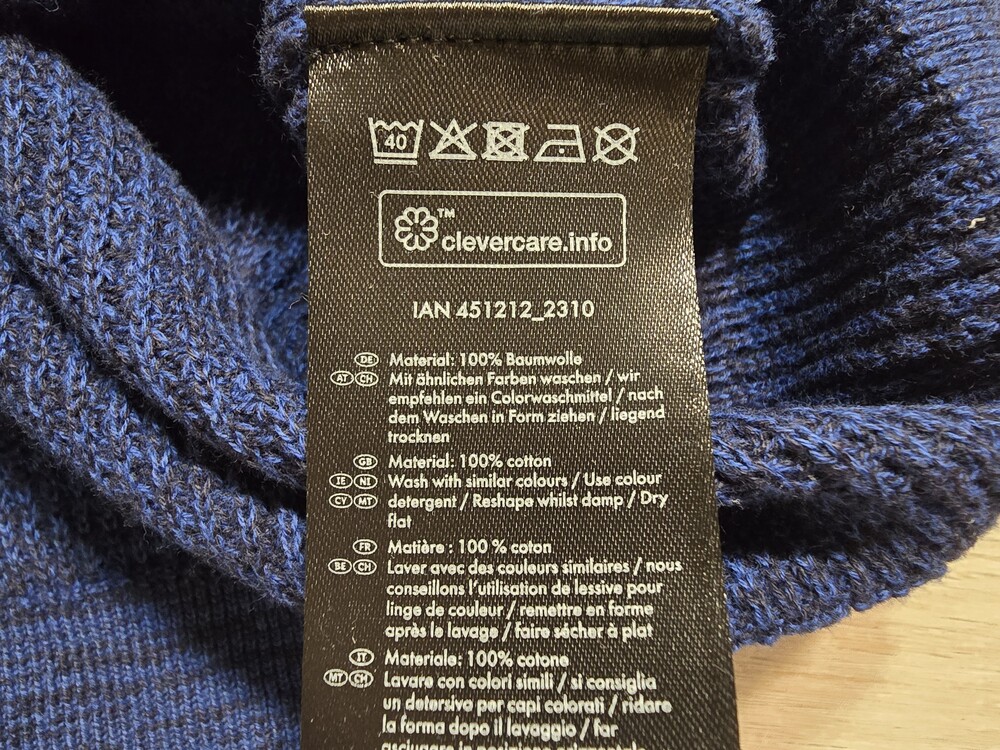 40
™
clevercare.info
IAN 451212_2310
DE Material: 100% Baumwolle
AT CH Mit ähnlichen Farben waschen / wir
empfehlen ein Colorwaschmittel / nach
dem Waschen in Form ziehen / liegend
trocknen
GB Material: 100% cotton
IE NI Wash with similar colours / Use colour
CY MT detergent / Reshape whilst damp / Dry
flat
FR Matière : 100 % coton
BE CH Laver avec des couleurs similaires / nous
conseillons l'utilisation de lessive pour
linge de couleur / remettre en forme
après le lavage / faire sécher à plat
IT Materiale: 100% cotone
MT CH Lavare con colori simili / si consiglia
un detersivo per capi colorati / ridare
la forma dopo il lavaggio / far